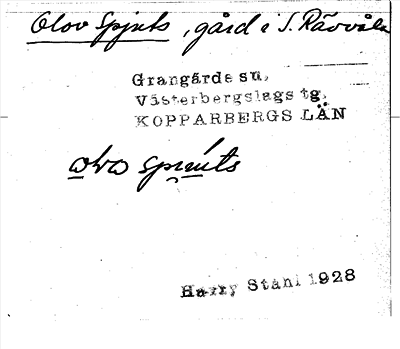 Olov Spjuts, gård i S. Rävvåla
Grangärde sn,
Västerbergslags tg,
KOPPARBERGS LÄN
Harry Ståhl 1928